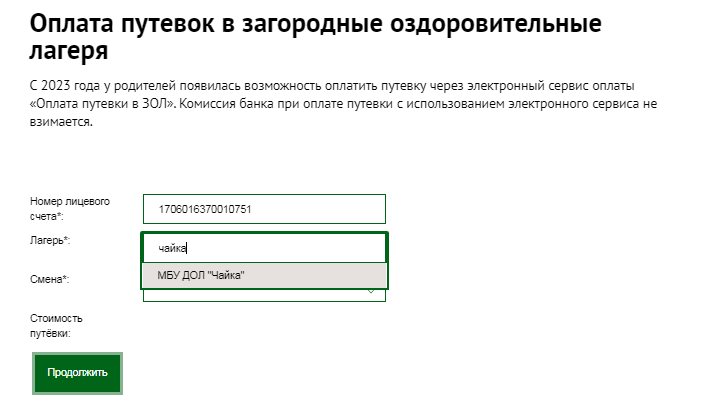 Оплата путевок в загородные оздоровительные
лагеря
С 2023 года у родителей появилась возможность оплатить путевку через электронный сервис оплаты
«Оплата путевки в ЗОЛ». Комиссия банка при оплате путевки с использованием электронного сервиса не
взимается.
Номер лицевого
счета*:
1706016370010751
Лагерь*:
чайка
МБУ ДОЛ "Чайка"
Смена*:
Стоимость
путёвки:
Продолжить